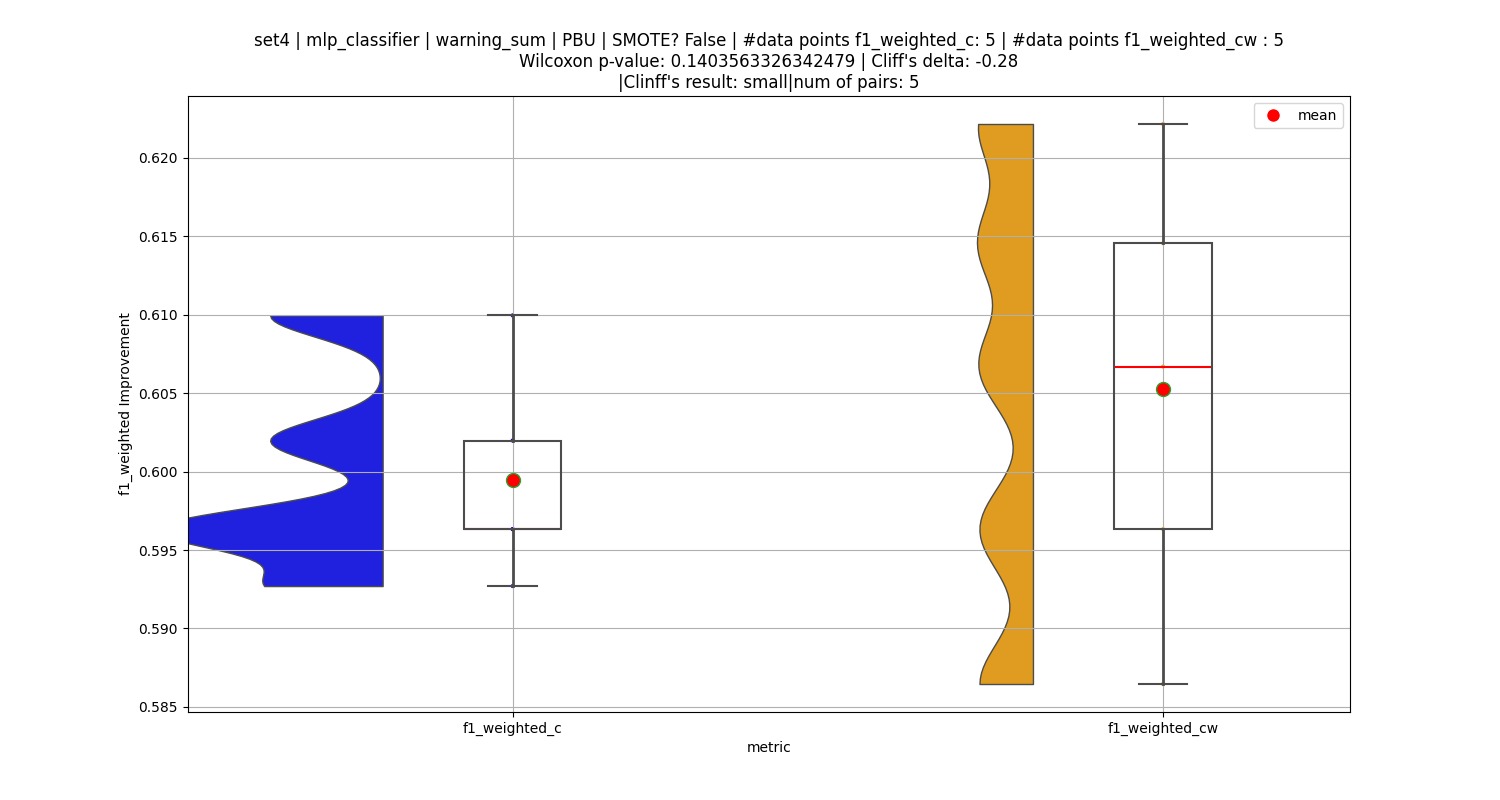 set4 | mlp_classifier | warning_sum | PBU | SMOTE? False | #data points f1_weighted_c: 5 | #data points f1_weighted_cw : 5
Wilcoxon p-value: 0.1403563326342479 | Cliff's delta: -0.28
|Clinff's result: small|num of pairs: 5
mean
0.620
0.615
0.610
0.605
0.600
0.595
0.590
0.585
f1_weighted Improvement
f1_weighted_c
f1_weighted_cw
metric